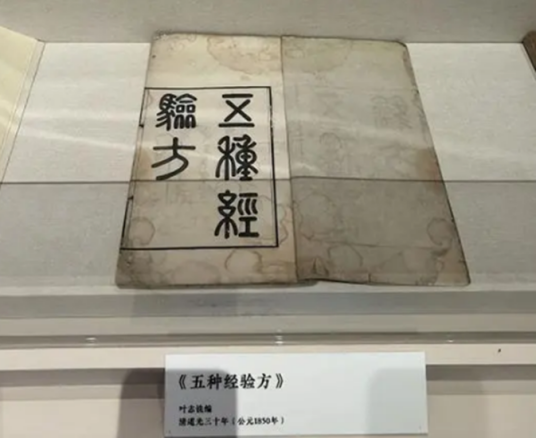 五種經
驗方
《五种经验方》
叶志诜编
清道光三十年（公元1850年）